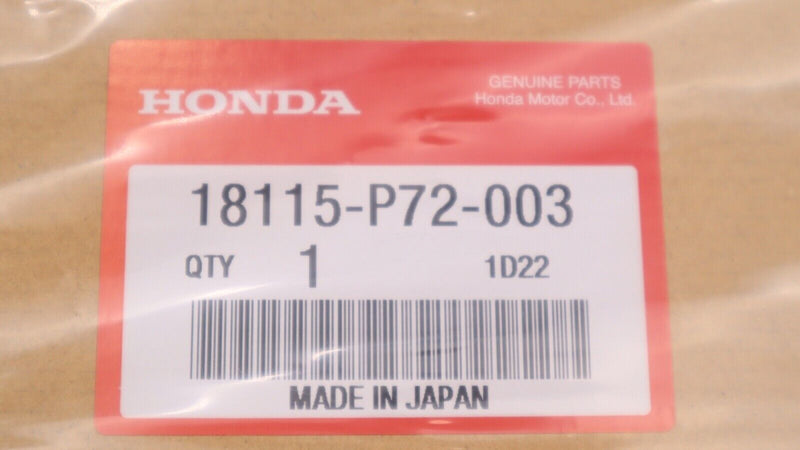 HONDA
GENUINE PARTS
Honda Motor Co., Ltd.
18115-P72-003
QTY 1 1D22
MADE IN JAPAN